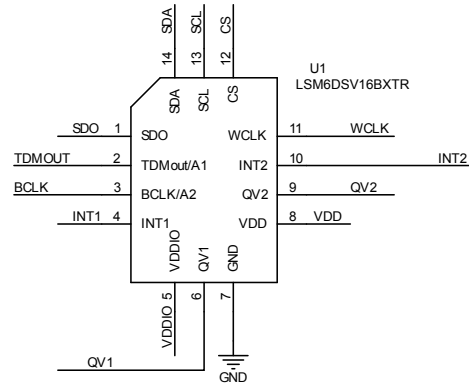 SDA
SCL
CS
14
13
12
U1
LSM6DSV16BXTR
SDA
SCL
CS
SDO 1 SDO WCLK 11 WCLK
TDMOUT 2 TDMout/A1 INT2 10 INT2
BCLK 3 BCLK/A2 QV2 9 QV2
INT1 4 INT1 VDD 8 VDD
VDDIO
QV1
GND
5
6
7
VDDIO
QV1
GND